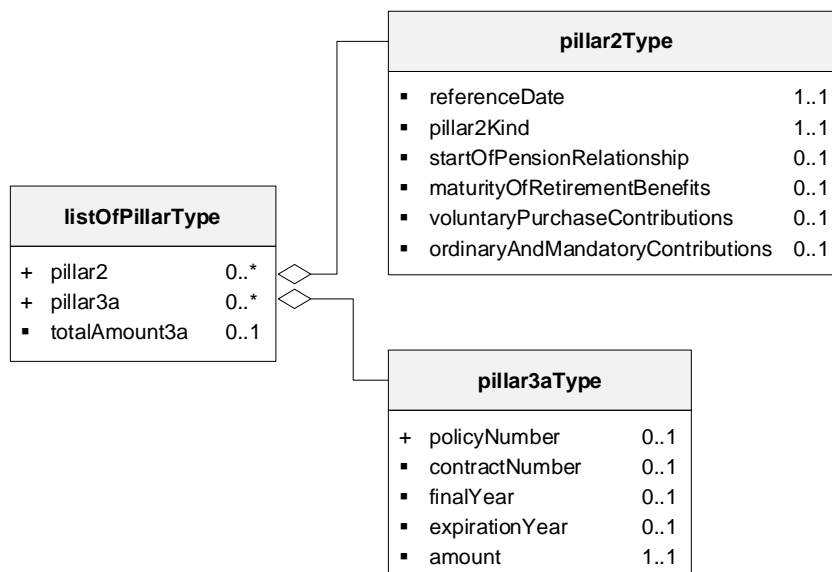 pillar2Type
▪ referenceDate 1..1
▪ pillar2Kind 1..1
▪ startOfPensionRelationship 0..1
▪ maturityOfRetirementBenefits 0..1
▪ voluntaryPurchaseContributions 0..1
▪ ordinaryAndMandatoryContributions 0..1
listOfPillarType
+ pillar2 0..*
+ pillar3a 0..*
▪ totalAmount3a 0..1
pillar3aType
+ policyNumber 0..1
▪ contractNumber 0..1
▪ finalYear 0..1
▪ expirationYear 0..1
▪ amount 1..1